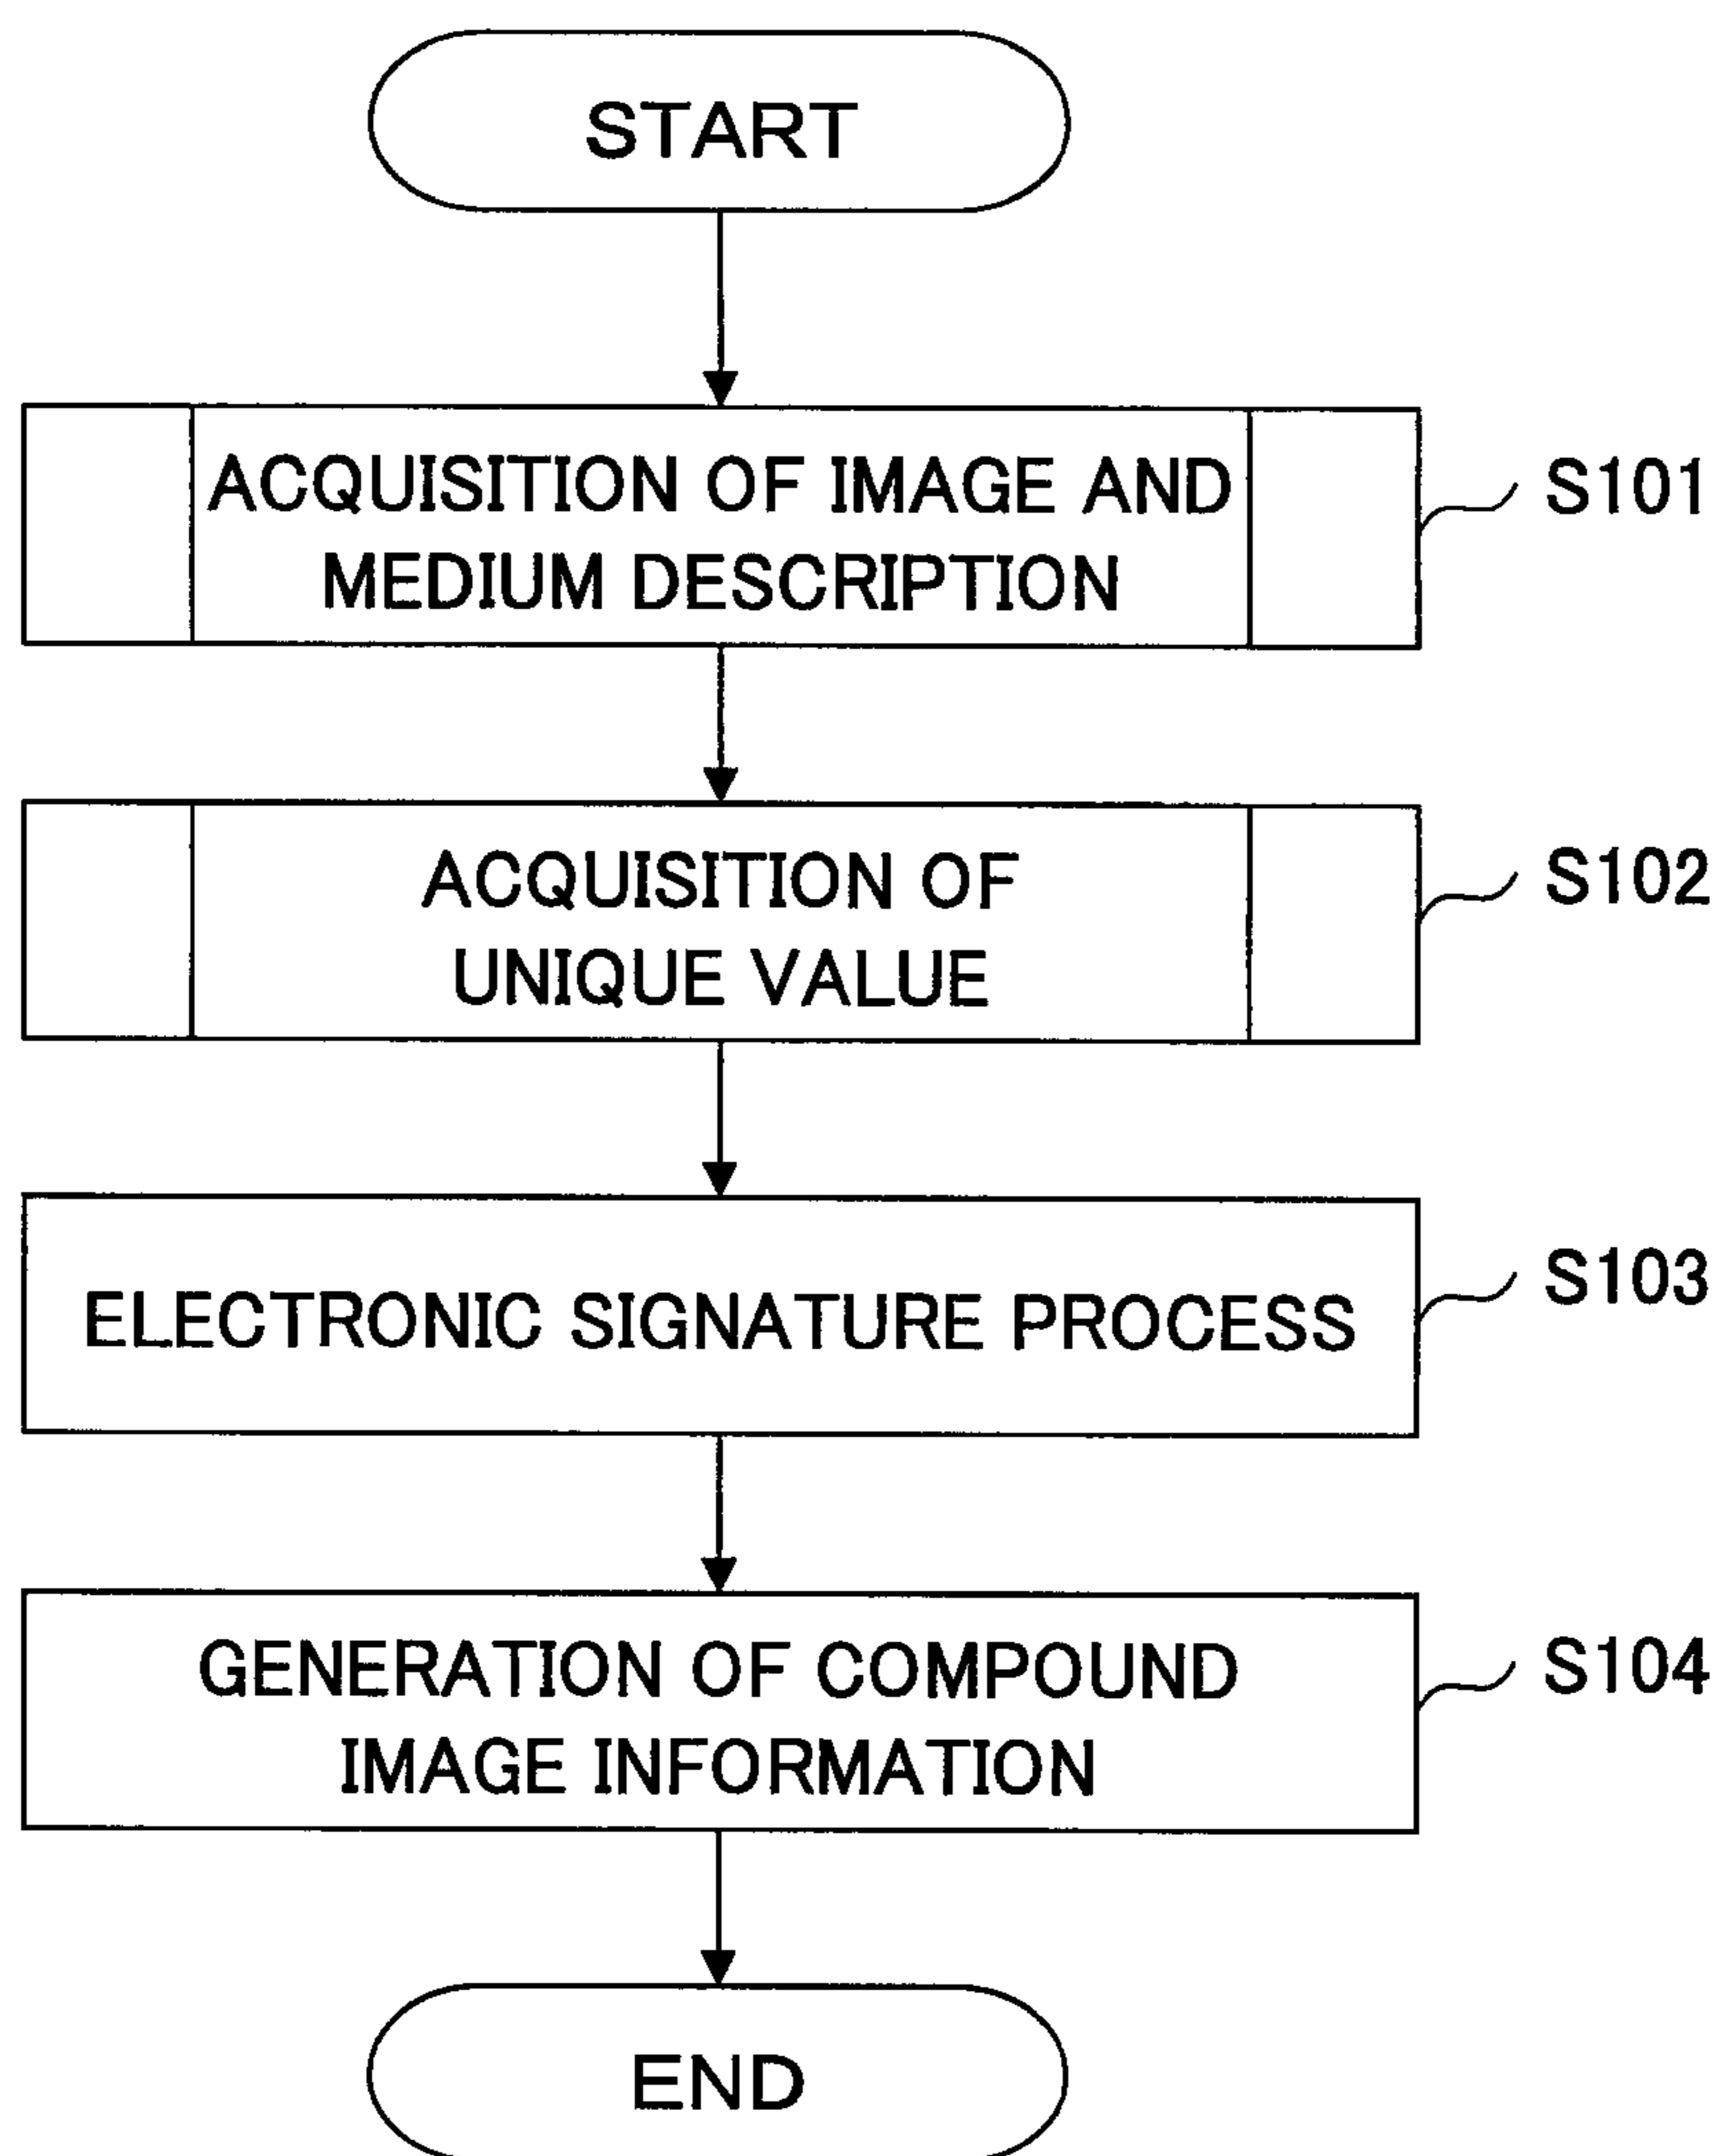 START
ACQUISITION OF IMAGE AND
MEDIUM DESCRIPTION
S101
ACQUISITION OF
UNIQUE VALUE
S102
ELECTRONIC SIGNATURE PROCESS
S103
GENERATION OF COMPOUND
IMAGE INFORMATION
S104
END